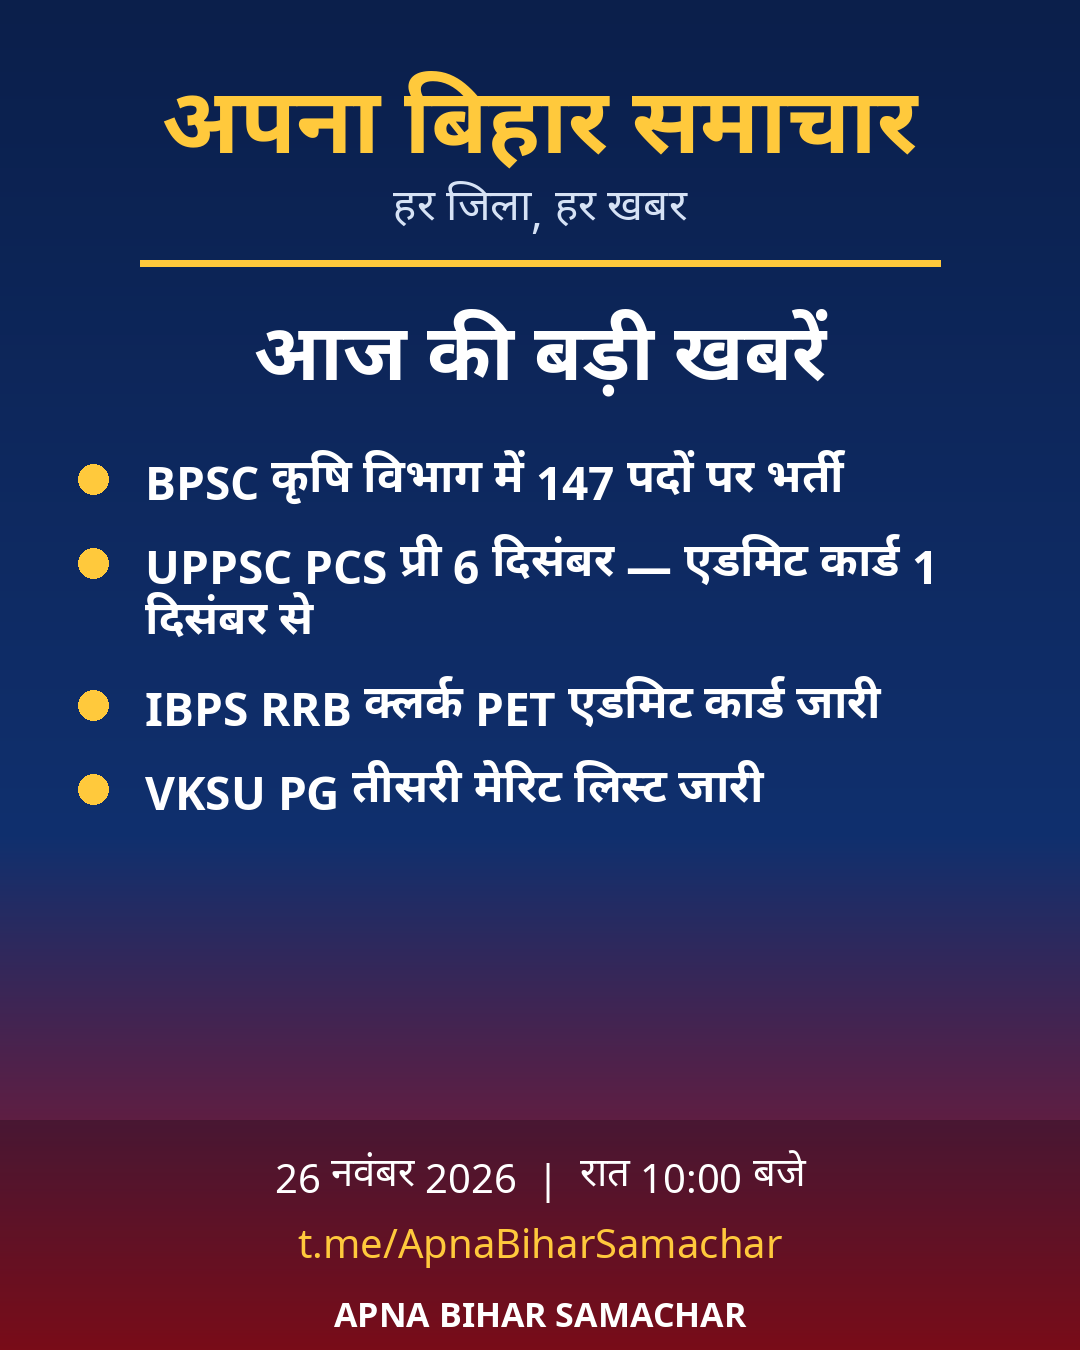 अपना बिहार समाचार
हर जिला, हर खबर
आज की बड़ी खबरें
BPSC कृषि विभाग में 147 पदों पर भर्ती
UPPSC PCS प्री 6 दिसंबर — एडमिट कार्ड 1
दिसंबर से
IBPS RRB क्लर्क PET एडमिट कार्ड जारी
VKSU PG तीसरी मेरिट लिस्ट जारी
26 नवंबर 2026 | रात 10:00 बजे
t.me/ApnaBiharSamachar
APNA BIHAR SAMACHAR